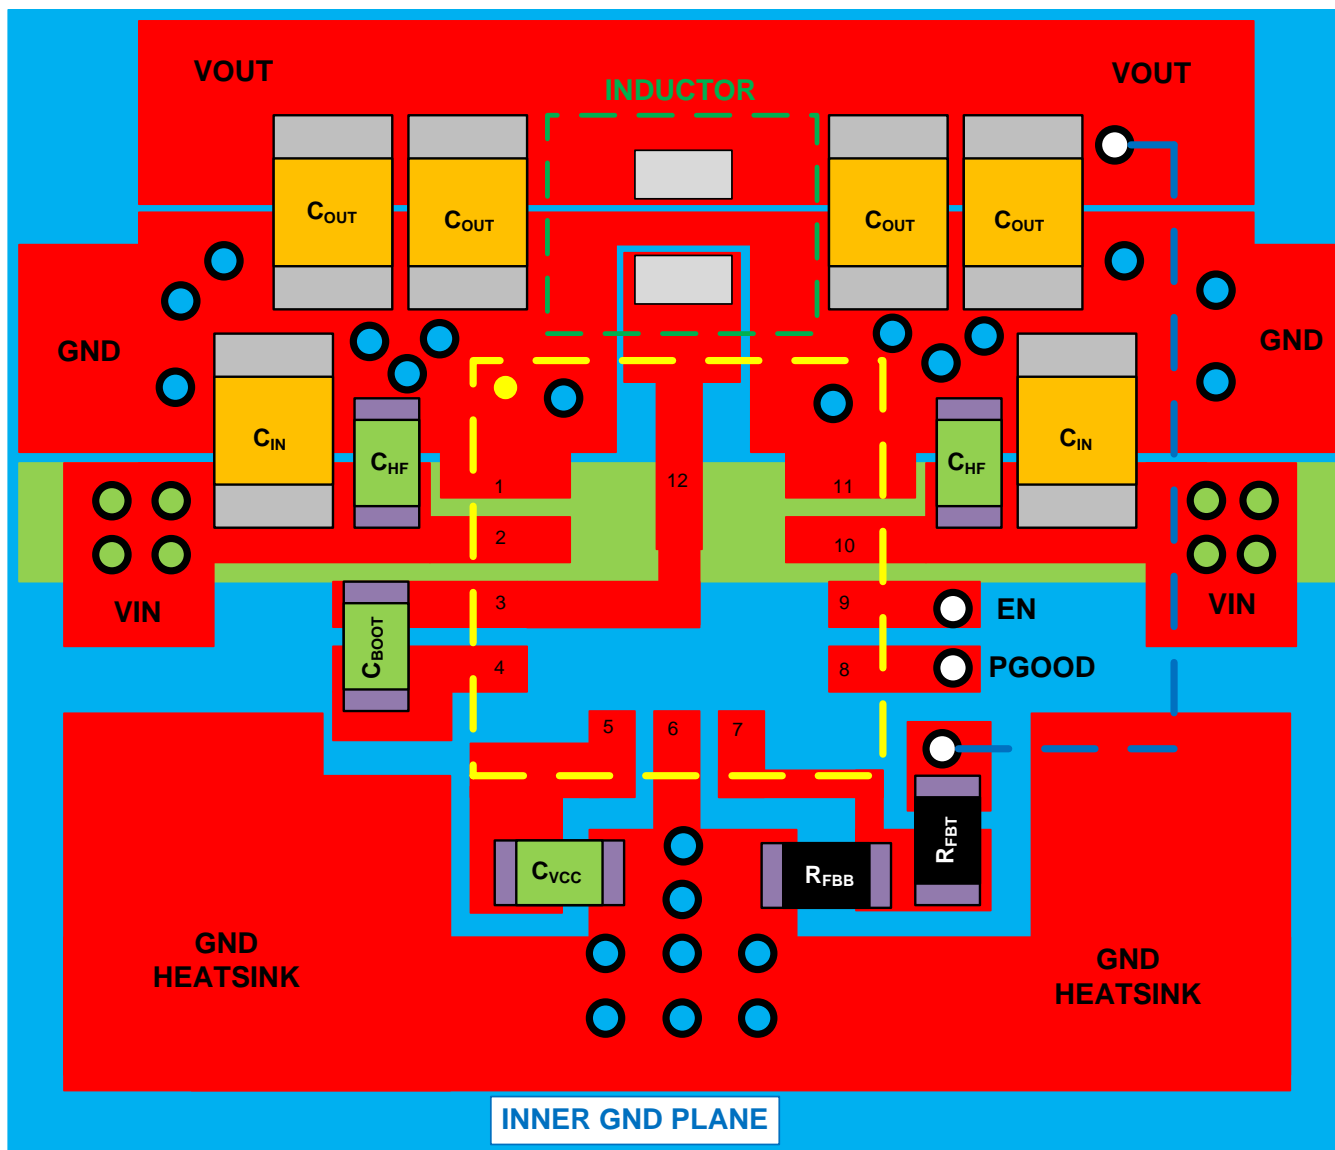 VOUT
VOUT
INDUCTOR
COUT
COUT
COUT
COUT
GND
GND
CIN
CHF
CHF
CIN
1
12
11
2
10
VIN
3
9
EN
VIN
CBOOT
4
8
PGOOD
5
6
7
RFBT
CVCC
RFBB
GND
HEATSINK
GND
HEATSINK
INNER GND PLANE